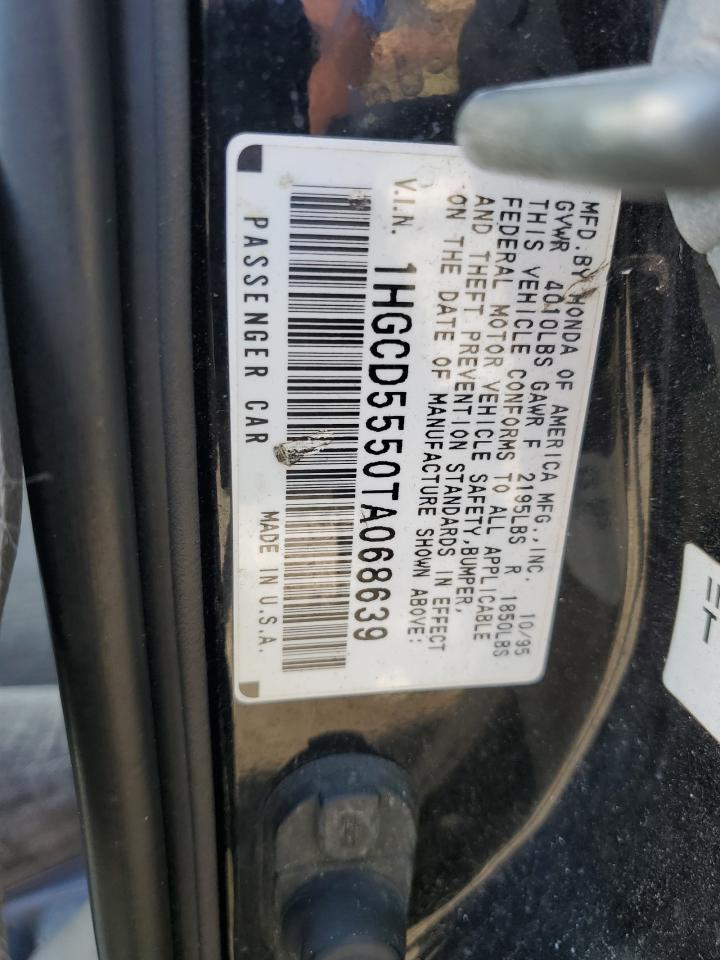 MFD. BY HONDA OF AMERICA MFG., INC. 10/95
GVWR 4010LBS GAWR F 2195LBS R 1850LBS
THIS VEHICLE CONFORMS TO ALL APPLICABLE
FEDERAL MOTOR VEHICLE SAFETY, BUMPER,
AND THEFT PREVENTION STANDARDS IN EFFECT
ON THE DATE OF MANUFACTURE SHOWN ABOVE:
V.I.N. 1HGCD5550TA068639
PASSENGER CAR MADE IN U.S.A.